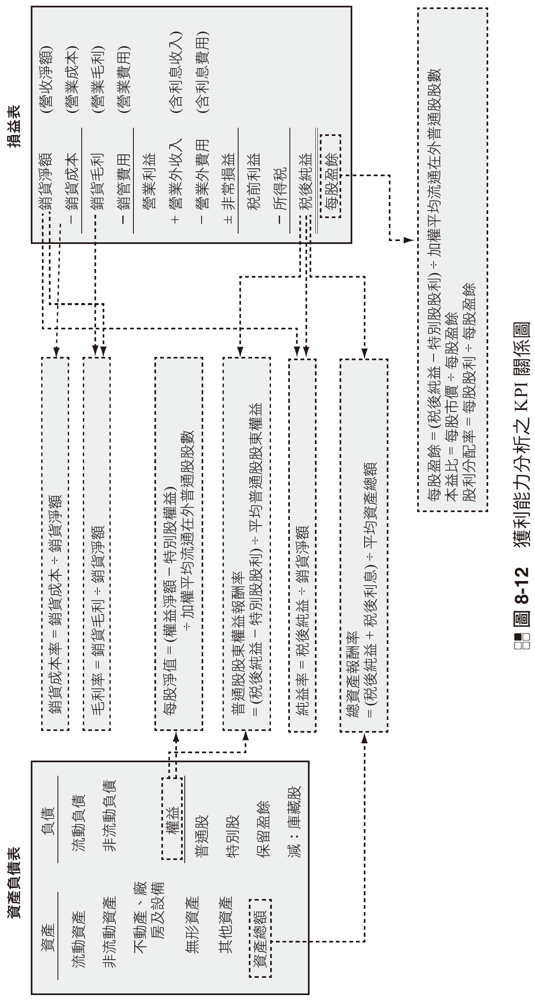 資產負債表
資產
流動資產
非流動資產
不動產、廠
房及設備
無形資產
其他資產
資產總額
負債
流動負債
非流動負債
權益
普通股
特別股
保留盈餘
減：庫藏股
銷貨成本率 = 銷貨成本 ÷ 銷貨淨額
毛利率 = 銷貨毛利 ÷ 銷貨淨額
每股淨值 = (權益淨額 − 特別股權益)
÷ 加權平均流通在外普通股股數
普通股股東權益報酬率
= (稅後純益 − 特別股股利) ÷ 平均普通股股東權益
純益率 = 稅後純益 ÷ 銷貨淨額
總資產報酬率
= (稅後純益 + 稅後利息) ÷ 平均資產總額
損益表
銷貨淨額 (營收淨額)
− 銷貨成本 (營業成本)
銷貨毛利 (營業毛利)
− 銷管費用 (營業費用)
營業利益
+ 營業外收入 (含利息收入)
− 營業外費用 (含利息費用)
± 非常損益
稅前利益
− 所得稅
稅後純益
每股盈餘
每股盈餘 = (稅後純益 − 特別股股利) ÷ 加權平均流通在外普通股股數
本益比 = 每股市價 ÷ 每股盈餘
股利分配率 = 每股股利 ÷ 每股盈餘
圖 8-12 獲利能力分析之 KPI 關係圖